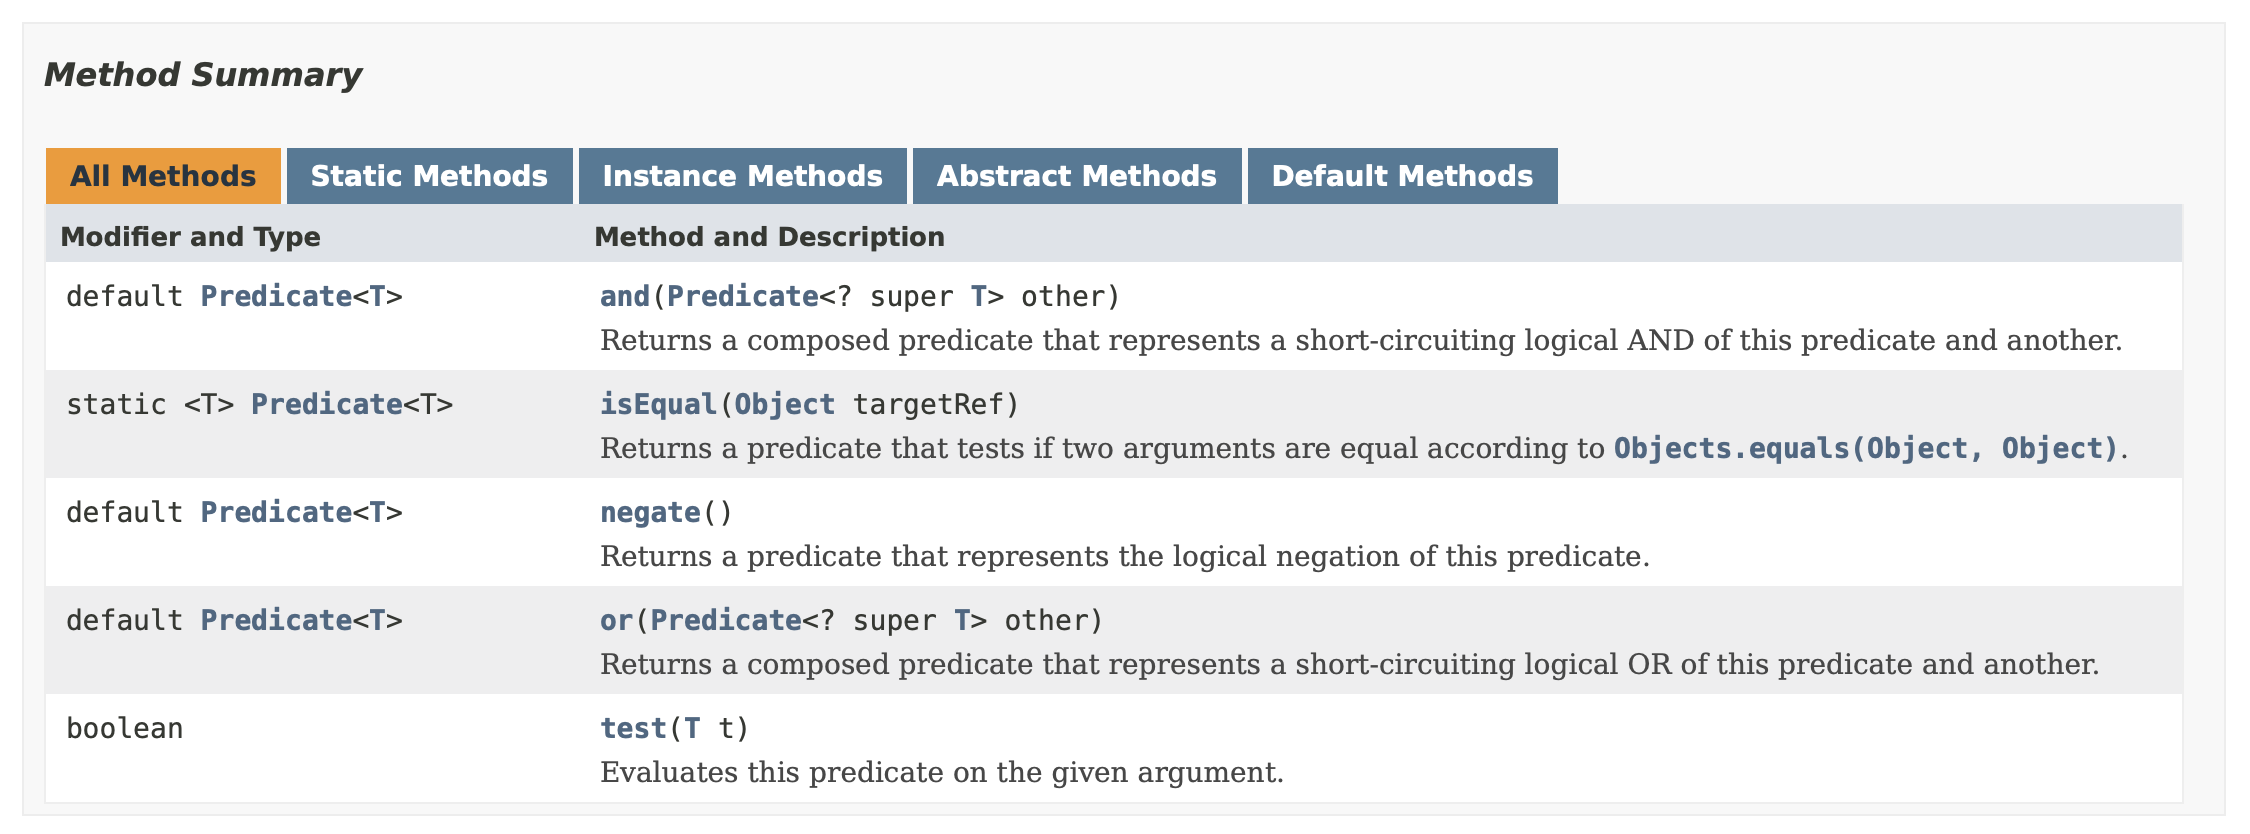 Method Summary
All Methods Static Methods Instance Methods Abstract Methods Default Methods
Modifier and Type Method and Description
default Predicate<T> and(Predicate<? super T> other)
Returns a composed predicate that represents a short-circuiting logical AND of this predicate and another.
static <T> Predicate<T> isEqual(Object targetRef)
Returns a predicate that tests if two arguments are equal according to Objects.equals(Object, Object).
default Predicate<T> negate()
Returns a predicate that represents the logical negation of this predicate.
default Predicate<T> or(Predicate<? super T> other)
Returns a composed predicate that represents a short-circuiting logical OR of this predicate and another.
boolean test(T t)
Evaluates this predicate on the given argument.